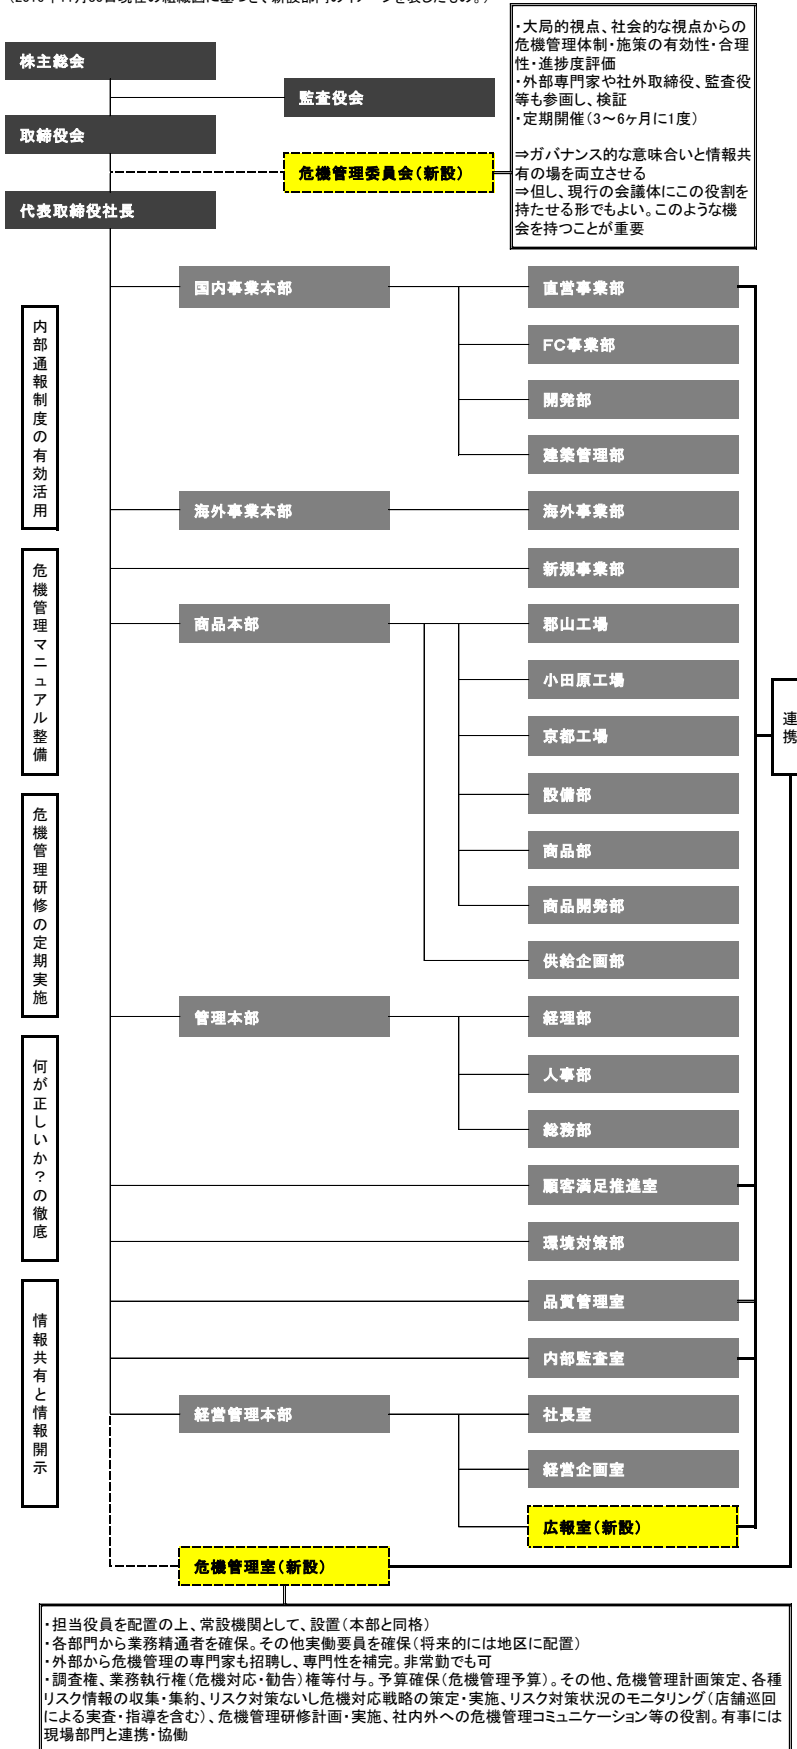 株主総会
監査役会
取締役会
危機管理委員会(新設)
代表取締役社長
・大局的視点、社会的な視点からの
危機管理体制・施策の有効性・合理
性・進捗度評価
・外部専門家や社外取締役、監査役
等も参画し、検証
・定期開催(3～6ヶ月に1度)
⇒ガバナンス的な意味合いと情報共
有の場を両立させる
⇒但し、現行の会議体にこの役割を
持たせる形でもよい。このような機
会を持つことが重要
国内事業本部
直営事業部
FC事業部
開発部
建築管理部
海外事業本部
海外事業部
新規事業部
商品本部
郡山工場
小田原工場
京都工場
設備部
商品部
商品開発部
供給企画部
管理本部
経理部
人事部
総務部
顧客満足推進室
環境対策部
品質管理室
内部監査室
経営管理本部
社長室
経営企画室
広報室(新設)
危機管理室(新設)
連携
内部通報制度の有効活用
危機管理マニュアル整備
危機管理研修の定期実施
何が正しいか?の徹底
情報共有と情報開示
・担当役員を配置の上、常設機関として、設置(本部と同格)
・各部門から業務精通者を確保。その他実働要員を確保(将来的には地区に配置)
・外部から危機管理の専門家も招聘し、専門性を補完。非常勤でも可
・調査権、業務執行権(危機対応・勧告)権等付与。予算確保(危機管理予算)。その他、危機管理計画策定、各種
リスク情報の収集・集約、リスク対策ないし危機対応戦略の策定・実施、リスク対策状況のモニタリング(店舗巡回
による実査・指導を含む)、危機管理研修計画・実施、社内外への危機管理コミュニケーション等の役割。有事には
現場部門と連携・協働